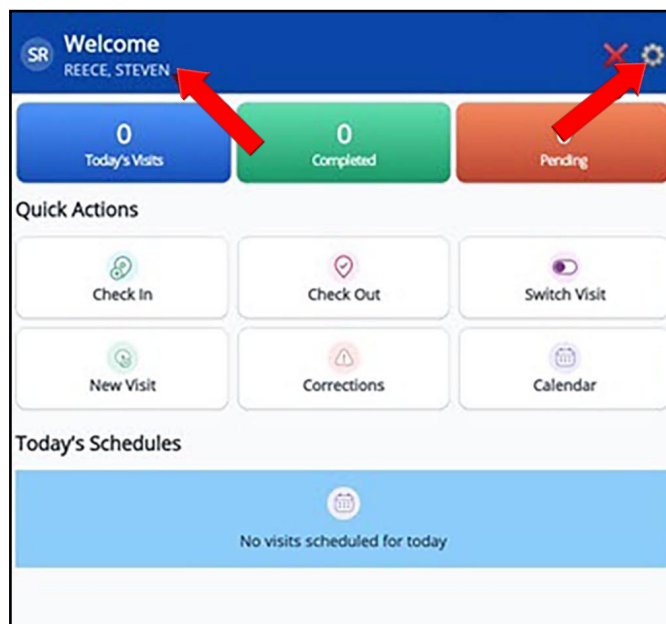 SR
Welcome
REECE, STEVEN
0
Today's Visits
0
Completed
Pending
Quick Actions
Check In
Check Out
Switch Visit
New Visit
Corrections
Calendar
Today's Schedules
No visits scheduled for today